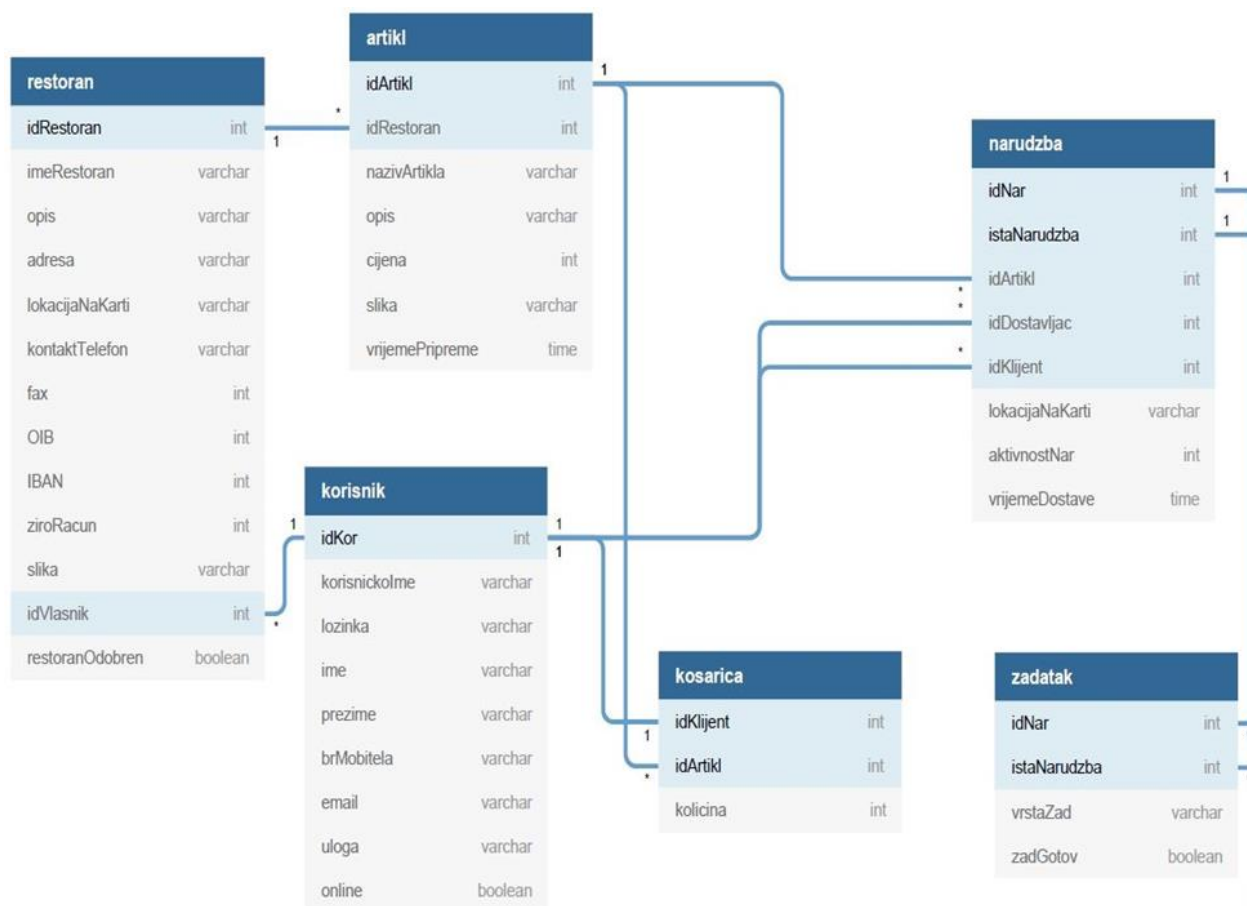 restoran
idRestoran int
imeRestoran varchar
opis varchar
adresa varchar
lokacijaNaKarti varchar
kontaktTelefon varchar
fax int
OIB int
IBAN int
ziroRacun int
slika varchar
idVlasnik int
restoranOdobren boolean
1
*
1
*
artikl
idArtikl int
idRestoran int
nazivArtikla varchar
opis varchar
cijena int
slika varchar
vrijemePripreme time
1
korisnik
idKor int
korisnickoIme varchar
lozinka varchar
ime varchar
prezime varchar
brMobitela varchar
email varchar
uloga varchar
online boolean
1
1
narudzba
idNar int
istaNarudzba int
idArtikl int
idDostavljac int
idKlijent int
lokacijaNaKarti varchar
aktivnostNar int
vrijemeDostave time
1
1
*
*
*
kosarica
idKlijent int
idArtikl int
kolicina int
1
*
zadatak
idNar int
istaNarudzba int
vrstaZad varchar
zadGotov boolean